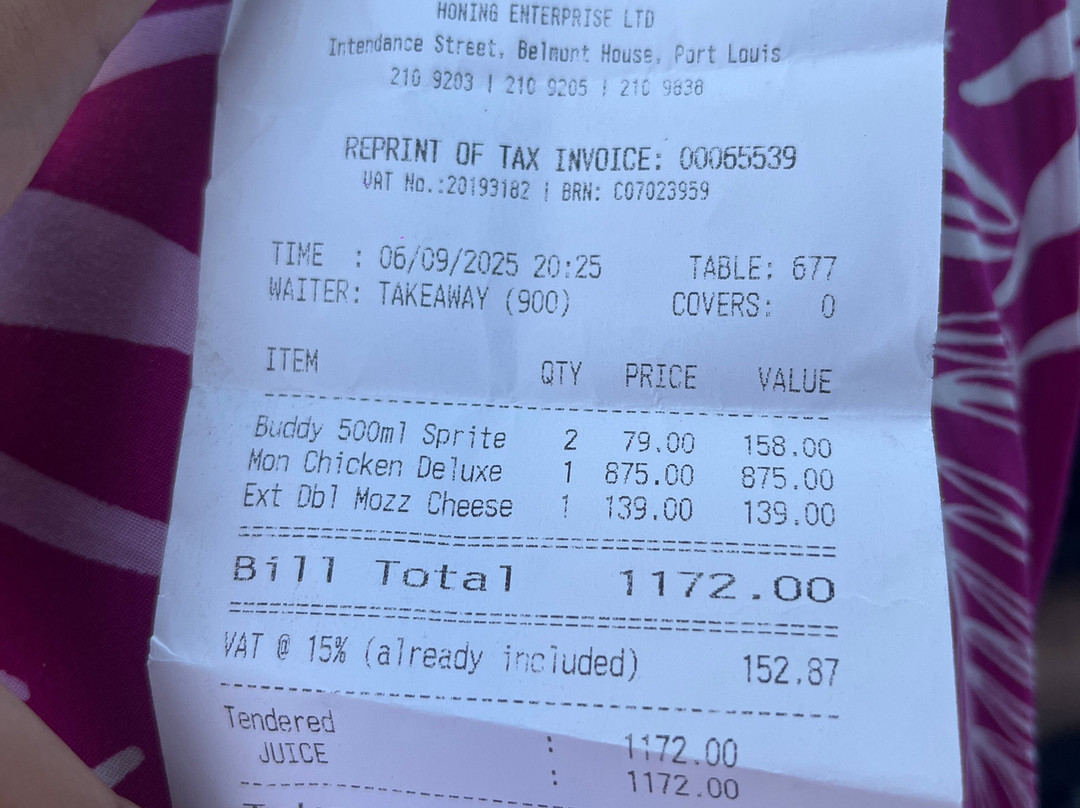 HONING ENTERPRISE LTD
Intendance Street, Belmont House, Port Louis
210 9203 | 210 9205 | 210 9838
REPRINT OF TAX INVOICE: 00065539
VAT No.:20193182 | BRN: C07023959
TIME : 06/09/2025 20:25 TABLE: 677
WAITER: TAKEAWAY (900) COVERS: 0
ITEM QTY PRICE VALUE
Buddy 500ml Sprite 2 79.00 158.00
Mon Chicken Deluxe 1 875.00 875.00
Ext Dbl Mozz Cheese 1 139.00 139.00
Bill Total 1172.00
VAT @ 15% (already included) 152.87
Tendered : 1172.00
JUICE : 1172.00